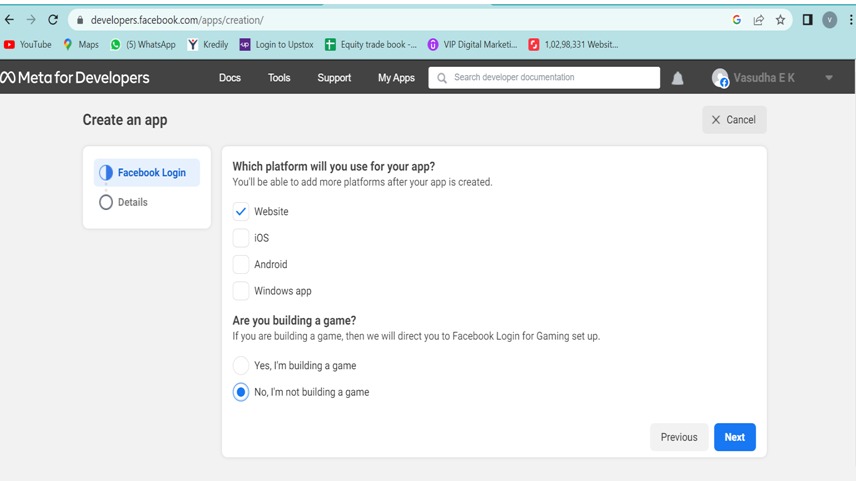 developers.facebook.com/apps/creation/
G
V
YouTube Maps (5) WhatsApp Kredily up Login to Upstox Equity trade book -... VIP Digital Marketi... 1,02,98,331 Websit...
Meta for Developers Docs Tools Support My Apps Search developer documentation Vasudha E K
Create an app
Cancel
Facebook Login
Details
Which platform will you use for your app?
You'll be able to add more platforms after your app is created.
Website
iOS
Android
Windows app
Are you building a game?
If you are building a game, then we will direct you to Facebook Login for Gaming set up.
Yes, I'm building a game
No, I'm not building a game
Previous Next